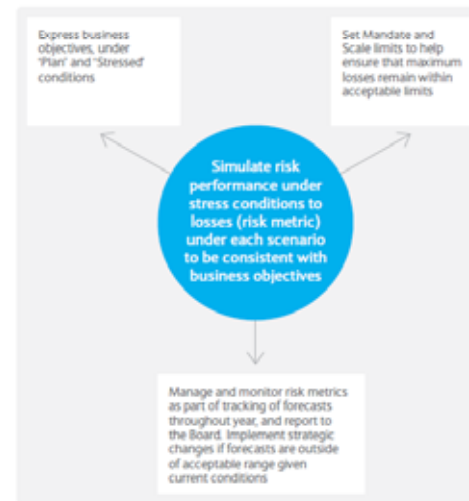 Express business
objectives, under
'Plan' and 'Stressed'
conditions
Set Mandate and
Scale limits to help
ensure that maximum
losses remain within
acceptable limits
Simulate risk
performance under
stress conditions to
losses (risk metric)
under each scenario
to be consistent with
business objectives
Manage and monitor risk metrics
as part of tracking of forecasts
throughout year, and report to
the Board. Implement strategic
changes if forecasts are outside
of acceptable range given
current conditions